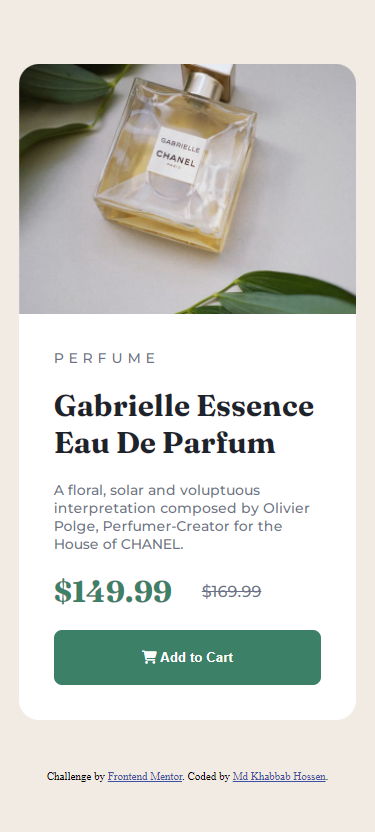 GABRIELLE
CHANEL
PARIS
PERFUME
Gabrielle Essence
Eau De Parfum
A floral, solar and voluptuous
interpretation composed by Olivier
Polge, Perfumer-Creator for the
House of CHANEL.
$149.99 $169.99
Add to Cart
Challenge by Frontend Mentor. Coded by Md Khabbab Hossen.